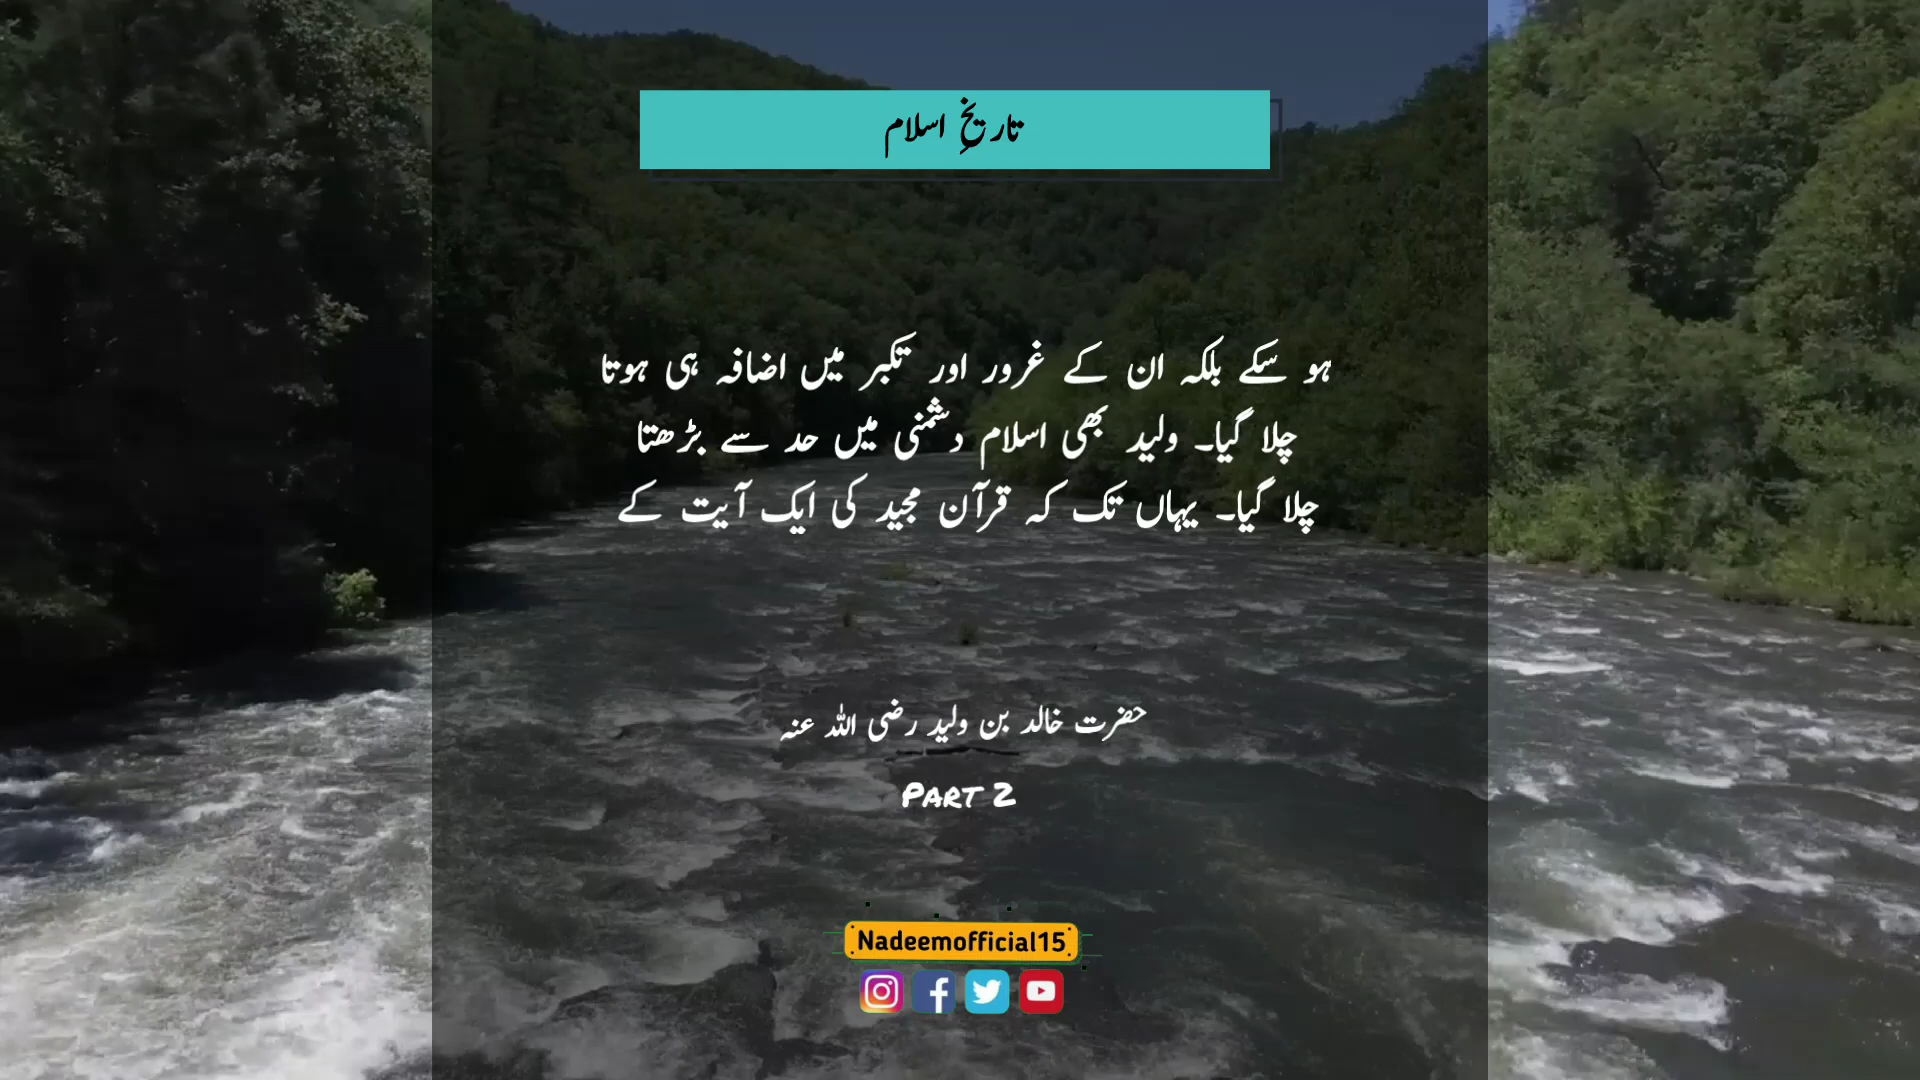 تاریخِ اسلام
ہو سکے بلکہ ان کے غرور اور تکبر میں اضافہ ہی ہوتا
چلا گیا۔ ولید بھی اسلام دشمنی میں حد سے بڑھتا
چلا گیا۔ یہاں تک کہ قرآن مجید کی ایک آیت کے
حضرت خالد بن ولید رضی اللہ عنہ
Part 2
Nadeemofficial15